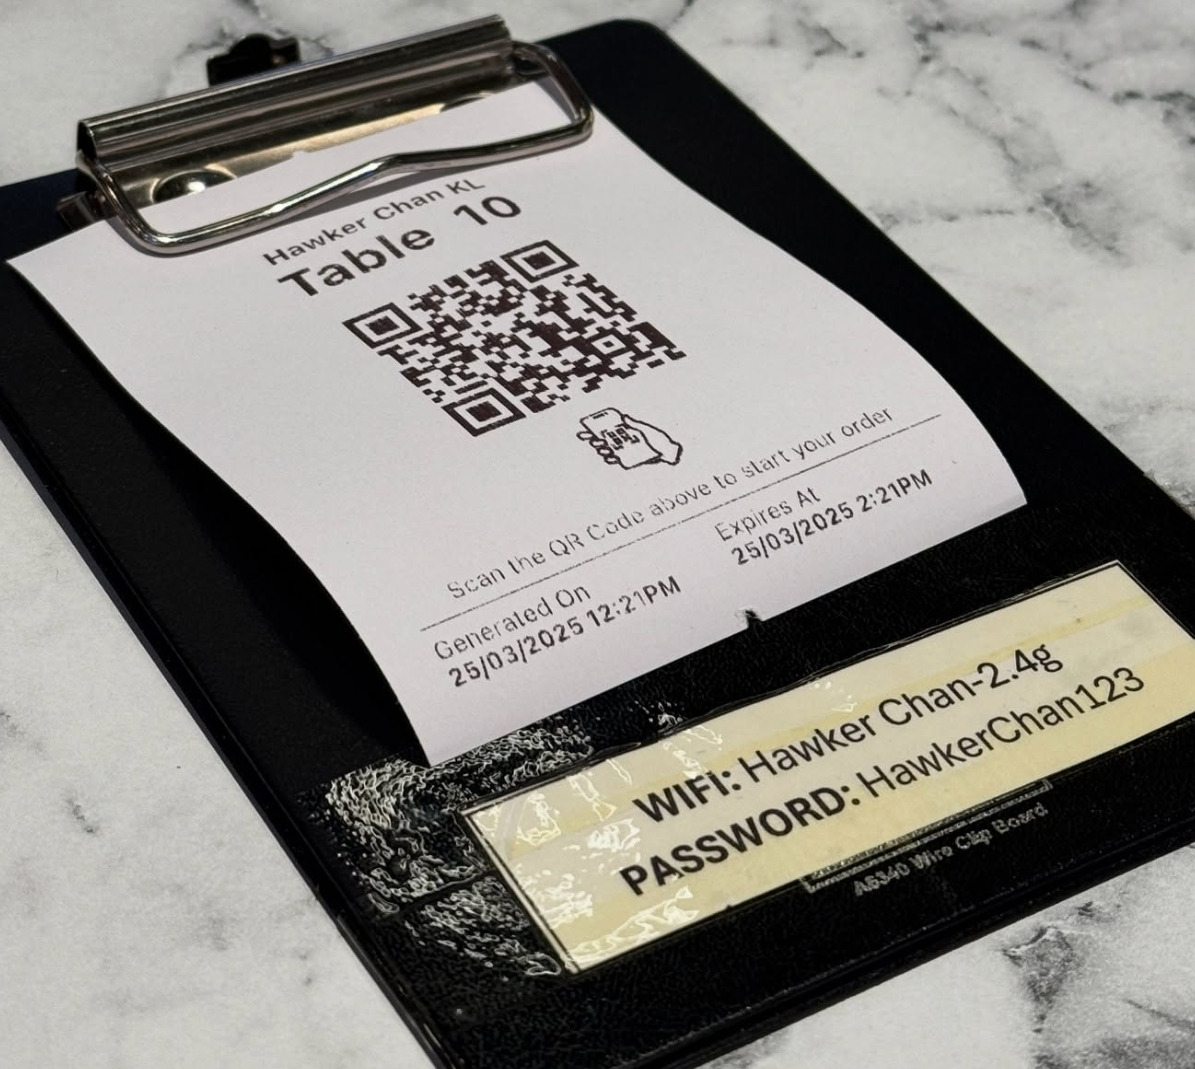 Hawker Chan KL
Table 10
Scan the QR Code above to start your order
Generated On
25/03/2025 12:21PM
Expires At
25/03/2025 2:21PM
WIFI: Hawker Chan-2.4g
PASSWORD: HawkerChan123
A6340 Wire Clip Board